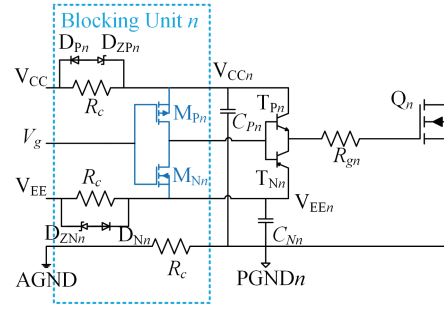 Blocking Unit n
DPn DZPn
VCC Rc VCCn
MPn CPn TPn Qn
Vg Rgn
MNn TNn
VEE Rc VEEn
DZNn DNn CNn
Rc
AGND PGNDn